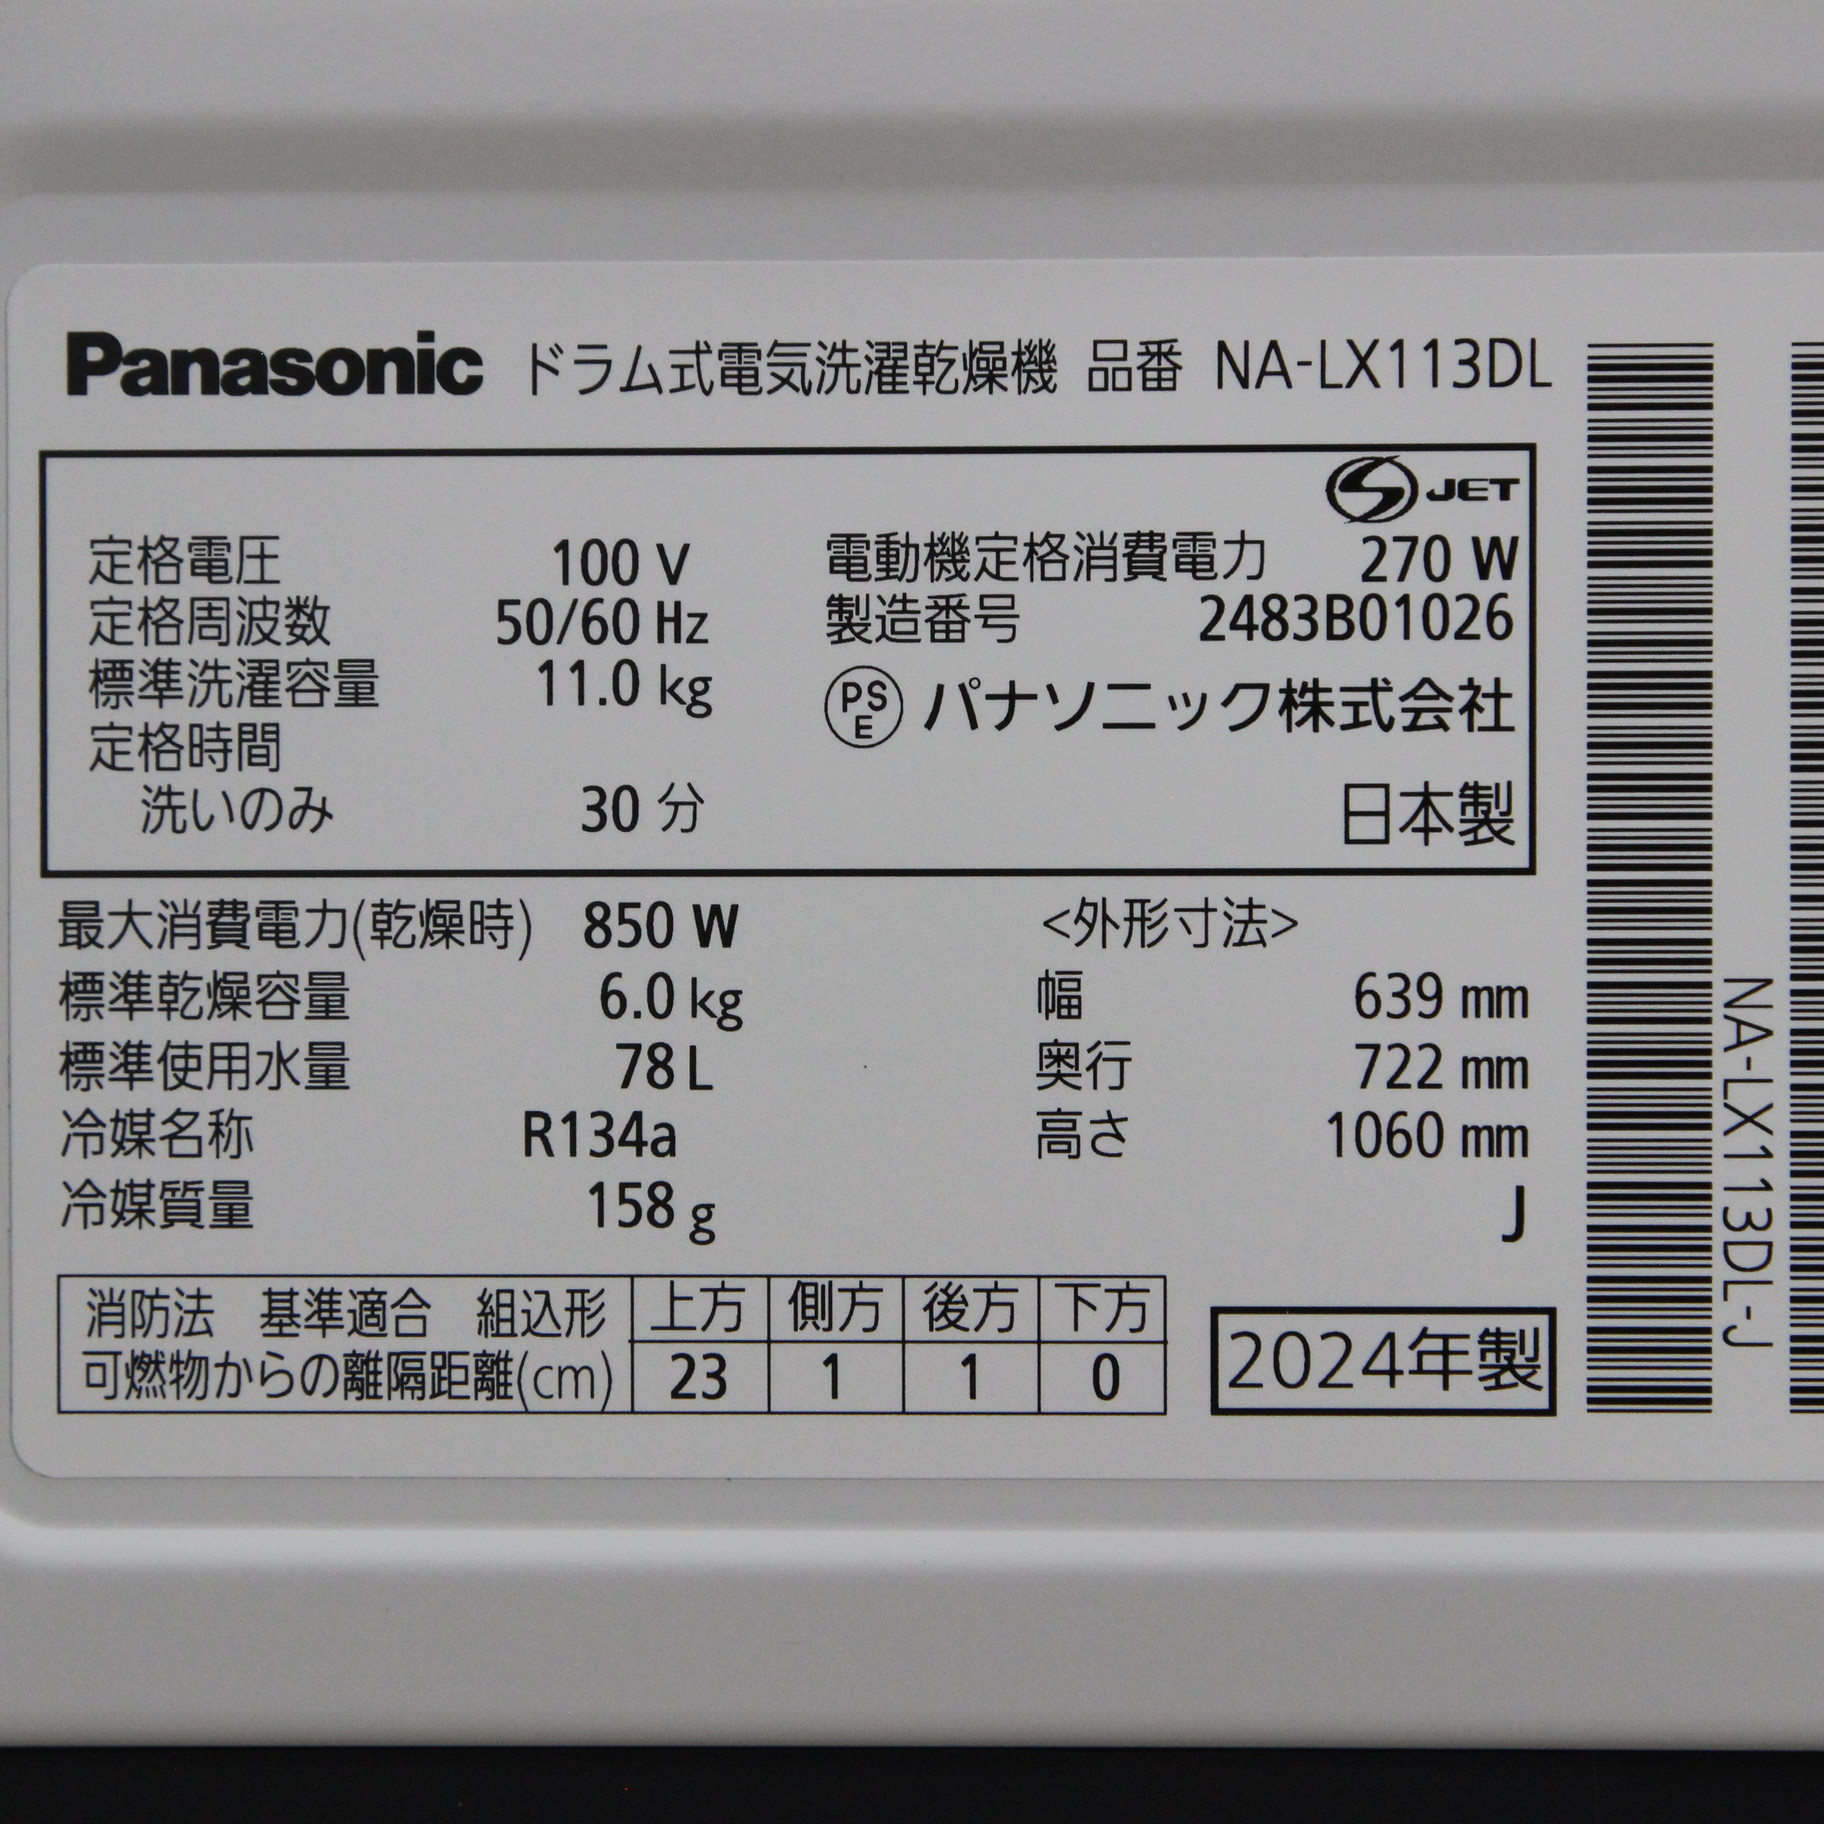 Panasonic ドラム式電気洗濯乾燥機 品番 NA-LX113DL
JET
定格電圧 100 V
定格周波数 50/60 Hz
標準洗濯容量 11.0 kg
定格時間
洗いのみ 30 分
電動機定格消費電力 270 W
製造番号 2483B01026
PSE パナソニック株式会社
日本製
最大消費電力(乾燥時) 850 W
標準乾燥容量 6.0 kg
標準使用水量 78 L
冷媒名称 R134a
冷媒質量 158 g
<外形寸法>
幅 639 mm
奥行 722 mm
高さ 1060 mm
J
消防法 基準適合 組込形 上方 側方 後方 下方
可燃物からの離隔距離(cm) 23 1 1 0
2024年製
NA-LX113DL-J